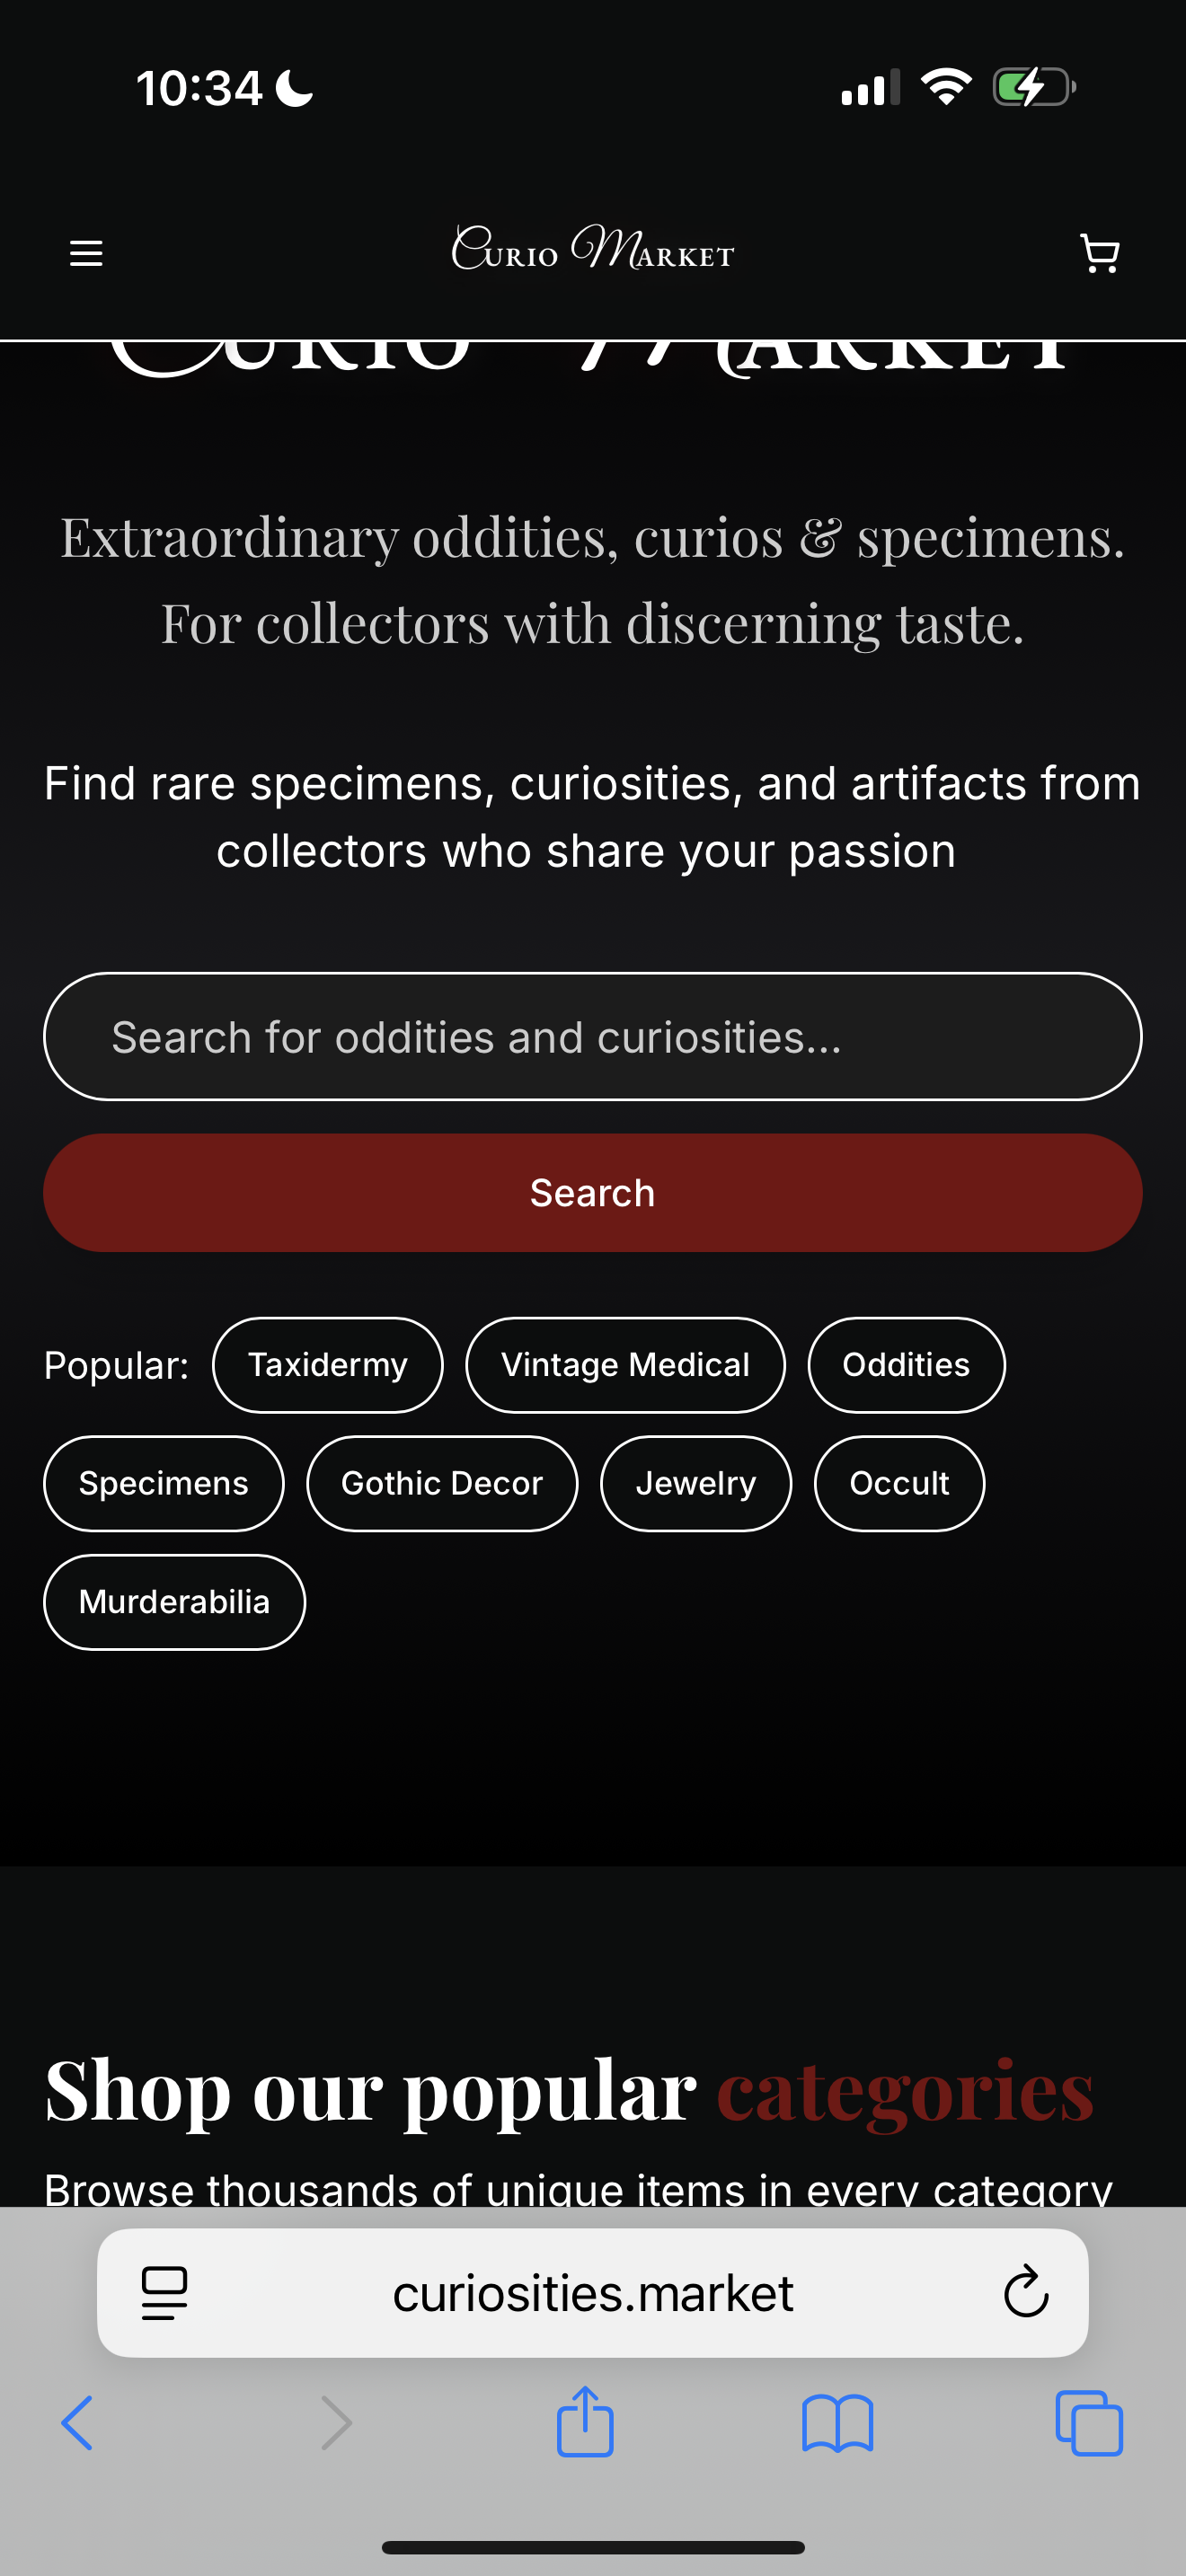 10:34
Curio Market
Curio Market
Extraordinary oddities, curios & specimens.
For collectors with discerning taste.
Find rare specimens, curiosities, and artifacts from
collectors who share your passion
Search for oddities and curiosities...
Search
Popular: Taxidermy Vintage Medical Oddities
Specimens Gothic Decor Jewelry Occult
Murderabilia
Shop our popular categories
Browse thousands of unique items in every category
curiosities.market